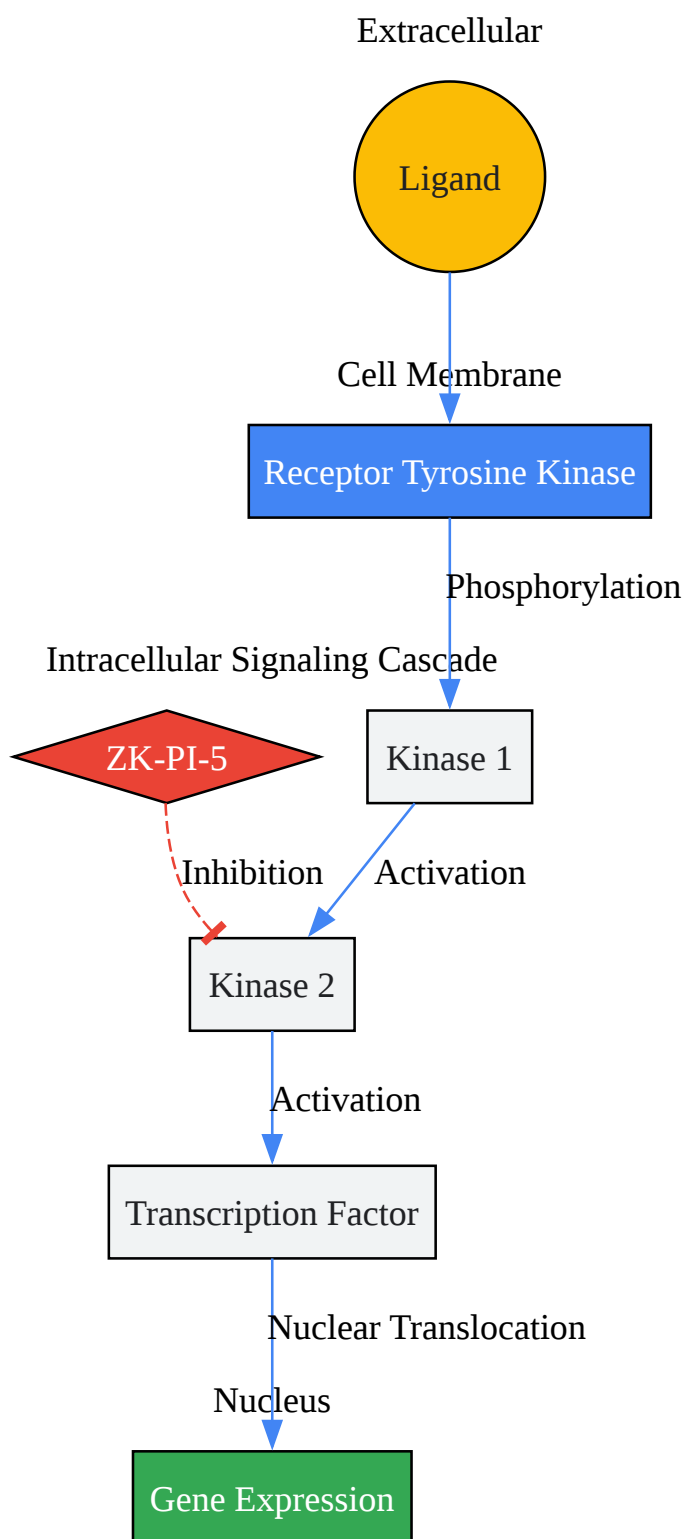 Extracellular
Ligand
Cell Membrane
Receptor Tyrosine Kinase
Phosphorylation
Intracellular Signaling Cascade
ZK-PI-5
Kinase 1
Inhibition
Activation
Kinase 2
Activation
Transcription Factor
Nuclear Translocation
Nucleus
Gene Expression